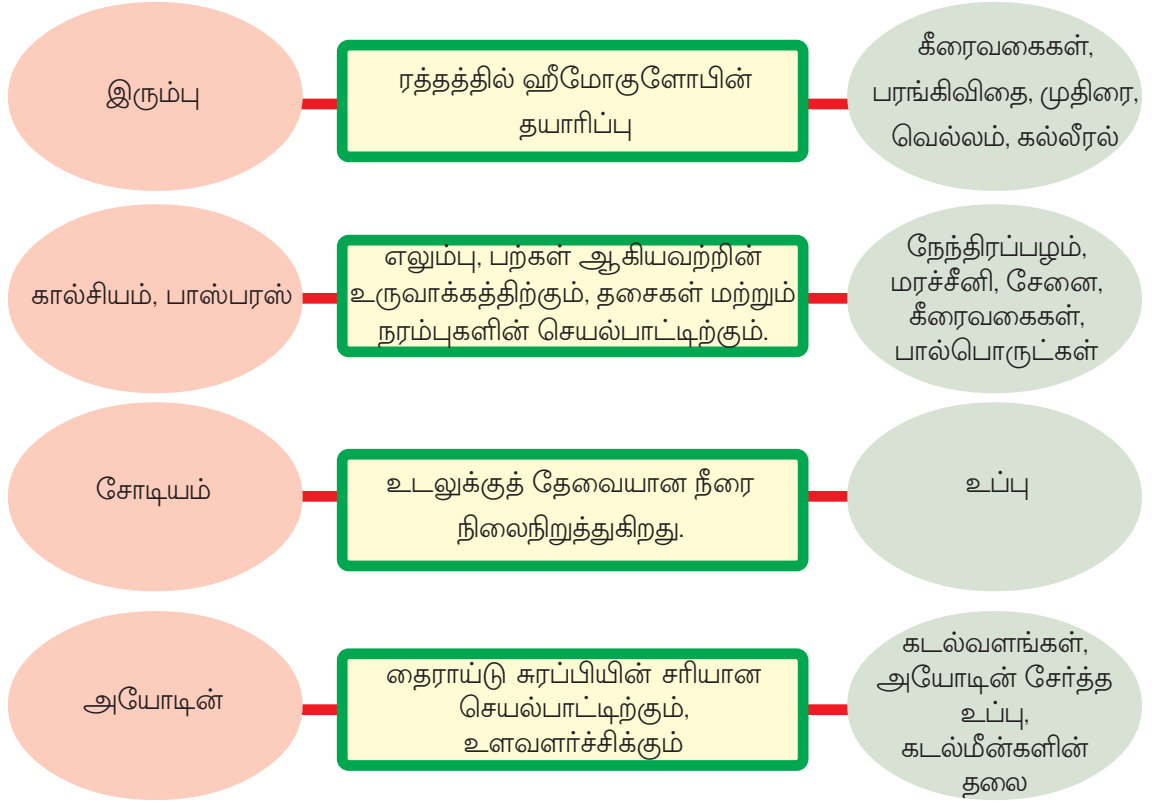 இரும்பு
ரத்தத்தில் ஹீமோகுளோபின்
தயாரிப்பு
கீரைவகைகள்,
பரங்கிவிதை, முதிரை,
வெல்லம், கல்லீரல்
கால்சியம், பாஸ்பரஸ்
எலும்பு, பற்கள் ஆகியவற்றின்
உருவாக்கத்திற்கும், தசைகள் மற்றும்
நரம்புகளின் செயல்பாட்டிற்கும்.
நேந்திரப்பழம்,
மரச்சீனி, சேனை,
கீரைவகைகள்,
பால்பொருட்கள்
சோடியம்
உடலுக்குத் தேவையான நீரை
நிலைநிறுத்துகிறது.
உப்பு
அயோடின்
தைராய்டு சுரப்பியின் சரியான
செயல்பாட்டிற்கும்,
உளவளர்ச்சிக்கும்
கடல்வளங்கள்,
அயோடின் சேர்த்த
உப்பு,
கடல்மீன்களின்
தலை